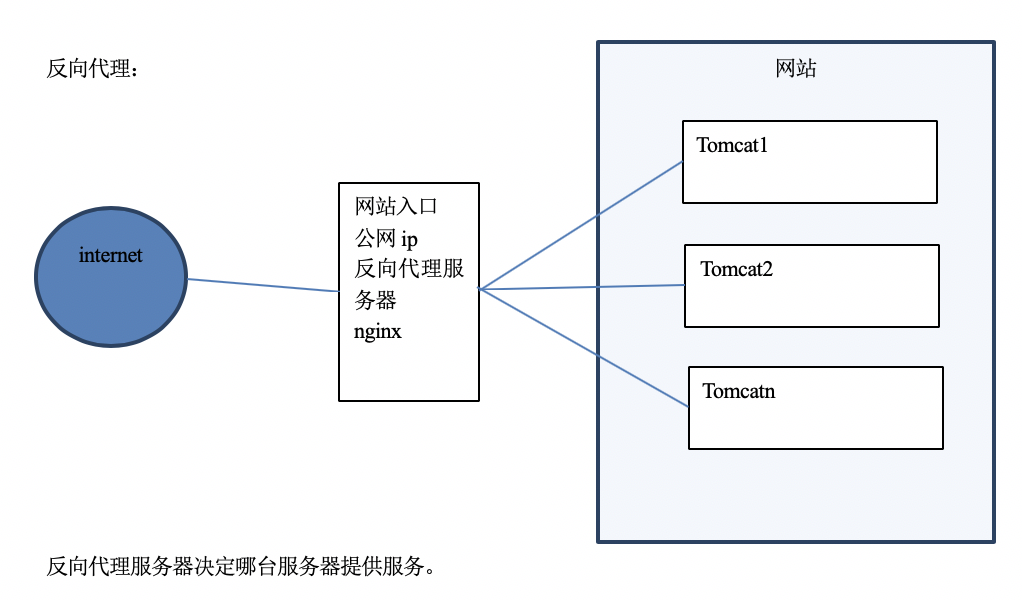 反向代理：
网站
Tomcat1
网站入口
公网 ip
反向代理服
务器
nginx
internet
Tomcat2
Tomcatn
反向代理服务器决定哪台服务器提供服务。